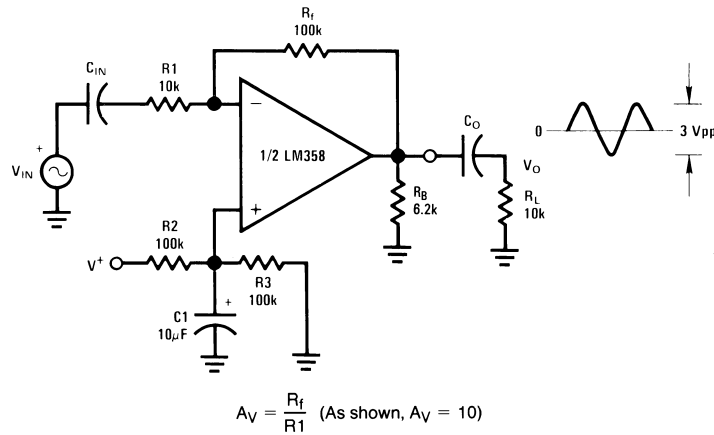 Rf
100k
CIN
R1
10k
−
+
1/2 LM358
+
VIN
R2
100k
V+
R3
100k
+
C1
10µF
RB
6.2k
CO
VO
RL
10k
0
3 Vpp
AV = Rf/R1 (As shown, AV = 10)